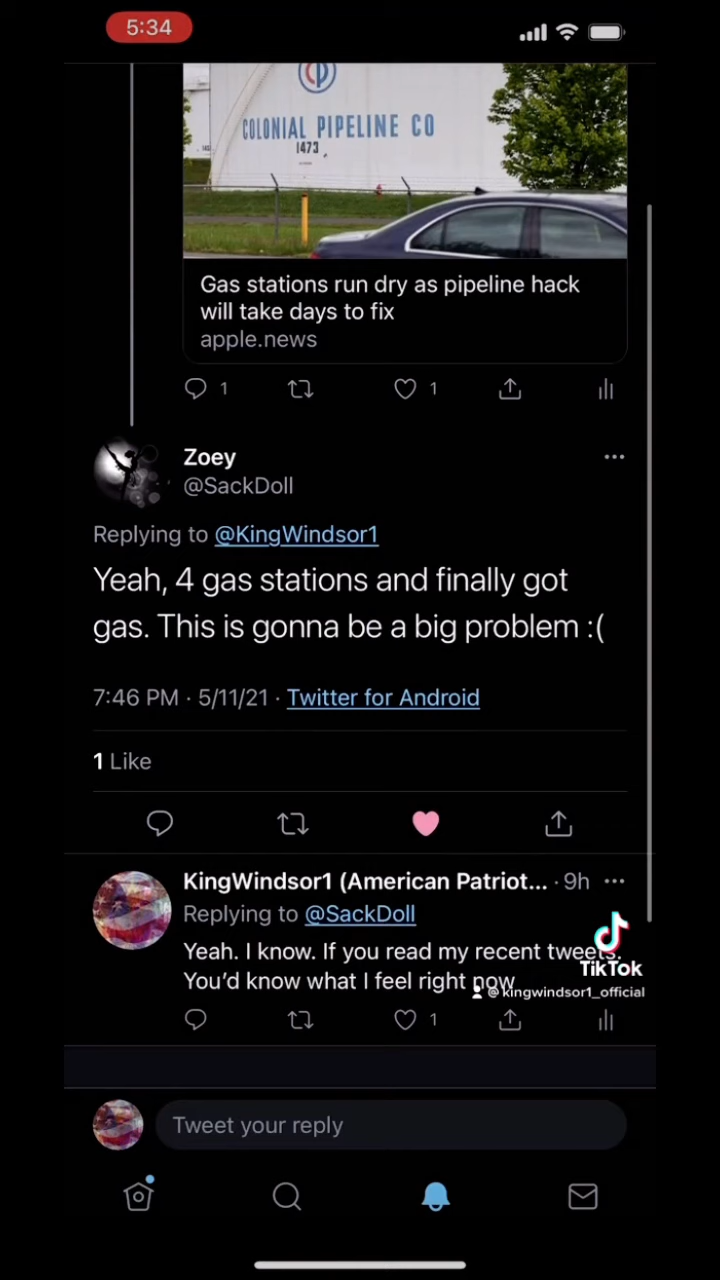 5:34
COLONIAL PIPELINE CO
1473
Gas stations run dry as pipeline hack
will take days to fix
apple.news
1
1
Zoey
@SackDoll
Replying to @KingWindsor1
Yeah, 4 gas stations and finally got
gas. This is gonna be a big problem :(
7:46 PM · 5/11/21 · Twitter for Android
1 Like
KingWindsor1 (American Patriot... · 9h
Replying to @SackDoll
Yeah. I know. If you read my recent tweets.
You'd know what I feel right now
TikTok
@kingwindsor1_official
1
Tweet your reply